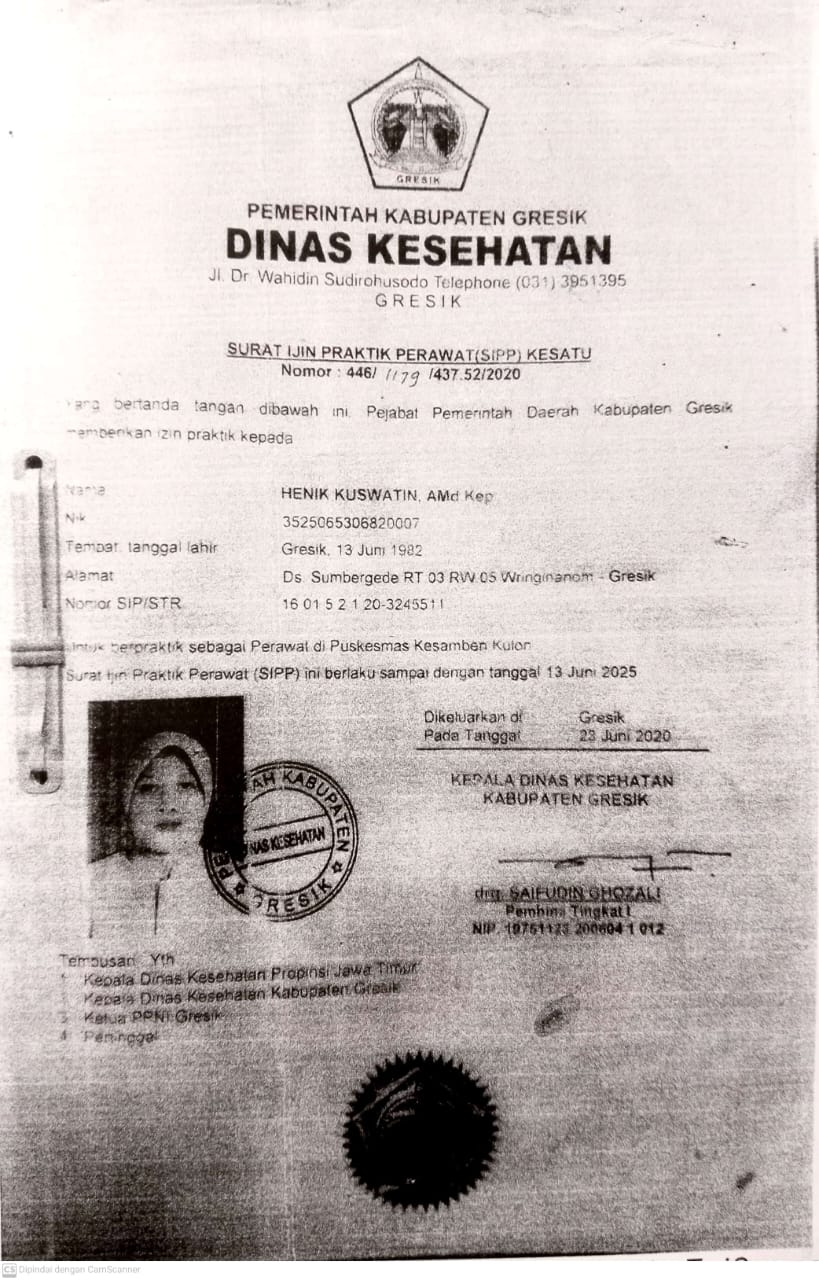 GRESIK
PEMERINTAH KABUPATEN GRESIK
DINAS KESEHATAN
Jl. Dr Wahidin Sudirohusodo Telephone (031) 3951395
GRESIK
SURAT IJIN PRAKTIK PERAWAT(SIPP) KESATU
Nomor : 446/ 1179 /437.52/2020
Yang bertanda tangan dibawah ini, Pejabat Pemerintah Daerah Kabupaten Gresik
memberikan izin praktik kepada
Nama HENIK KUSWATIN, AMd Kep
Nik 3525065306820007
Tempat, tanggal lahir Gresik, 13 Juni 1982
Alamat Ds. Sumbergede RT 03 RW 05 Wringinanom - Gresik
Nomor SIP/STR 16 01 5 2 1 20-3245511
Untuk berpraktik sebagai Perawat di Puskesmas Kesamben Kulon
Surat Ijin Praktik Perawat (SIPP) ini berlaku sampai dengan tanggal 13 Juni 2025
Dikeluarkan di Gresik
Pada Tanggal 23 Juni 2020
KEPALA DINAS KESEHATAN
KABUPATEN GRESIK
KABUPATEN
DINAS KESEHATAN
GRESIK
drg. SAIFUDIN GHOZALI
Pembina Tingkat I
NIP. 19761123 200604 1 012
Tembusan Yth
1 Kepala Dinas Kesehatan Propinsi Jawa Timur
Kepala Dinas Kesehatan Kabupaten Gresik
3 Ketua PPNI Gresik
4 Peninggal
CS Dipindai dengan CamScanner